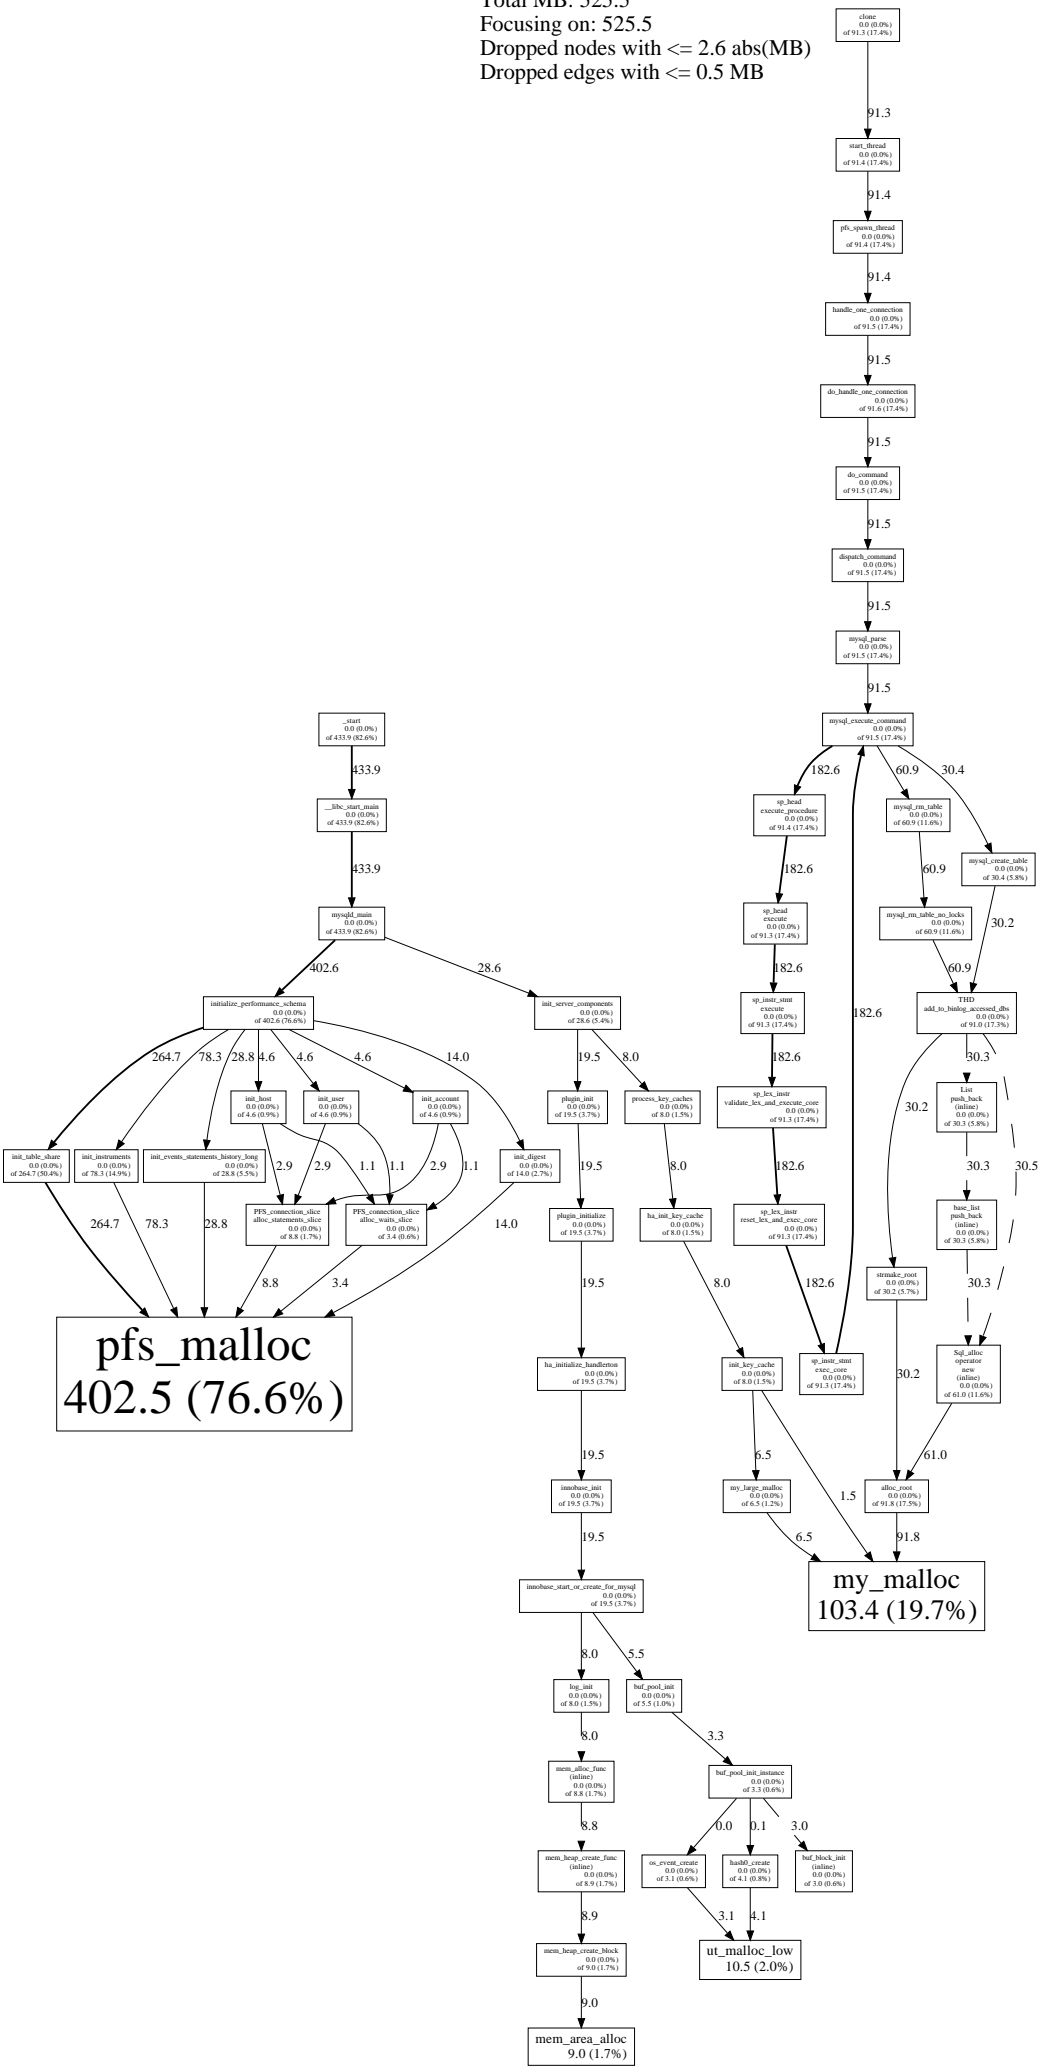 Total MB: 525.5
Focusing on: 525.5
Dropped nodes with <= 2.6 abs(MB)
Dropped edges with <= 0.5 MB
clone
0.0 (0.0%)
of 91.3 (17.4%)
91.3
start_thread
0.0 (0.0%)
of 91.4 (17.4%)
91.4
pfs_spawn_thread
0.0 (0.0%)
of 91.4 (17.4%)
91.4
handle_one_connection
0.0 (0.0%)
of 91.5 (17.4%)
91.5
do_handle_one_connection
0.0 (0.0%)
of 91.6 (17.4%)
91.5
do_command
0.0 (0.0%)
of 91.5 (17.4%)
91.5
dispatch_command
0.0 (0.0%)
of 91.5 (17.4%)
91.5
mysql_parse
0.0 (0.0%)
of 91.5 (17.4%)
91.5
_start
0.0 (0.0%)
of 433.9 (82.6%)
mysql_execute_command
0.0 (0.0%)
of 91.5 (17.4%)
433.9
182.6
60.9
30.4
__libc_start_main
0.0 (0.0%)
of 433.9 (82.6%)
sp_head
execute_procedure
0.0 (0.0%)
of 91.4 (17.4%)
mysql_rm_table
0.0 (0.0%)
of 60.9 (11.6%)
mysql_create_table
0.0 (0.0%)
of 30.4 (5.8%)
433.9
182.6
60.9
30.2
mysqld_main
0.0 (0.0%)
of 433.9 (82.6%)
sp_head
execute
0.0 (0.0%)
of 91.3 (17.4%)
mysql_rm_table_no_locks
0.0 (0.0%)
of 60.9 (11.6%)
402.6
28.6
182.6
60.9
initialize_performance_schema
0.0 (0.0%)
of 402.6 (76.6%)
init_server_components
0.0 (0.0%)
of 28.6 (5.4%)
sp_instr_stmt
execute
0.0 (0.0%)
of 91.3 (17.4%)
182.6
THD
add_to_binlog_accessed_dbs
0.0 (0.0%)
of 91.0 (17.3%)
264.7
78.3
28.8
4.6
4.6
4.6
14.0
19.5
8.0
182.6
30.3
init_host
0.0 (0.0%)
of 4.6 (0.9%)
init_user
0.0 (0.0%)
of 4.6 (0.9%)
init_account
0.0 (0.0%)
of 4.6 (0.9%)
plugin_init
0.0 (0.0%)
of 19.5 (3.7%)
process_key_caches
0.0 (0.0%)
of 8.0 (1.5%)
sp_lex_instr
validate_lex_and_execute_core
0.0 (0.0%)
of 91.3 (17.4%)
30.2
List
push_back
(inline)
0.0 (0.0%)
of 30.3 (5.8%)
init_table_share
0.0 (0.0%)
of 264.7 (50.4%)
init_instruments
0.0 (0.0%)
of 78.3 (14.9%)
init_events_statements_history_long
0.0 (0.0%)
of 28.8 (5.5%)
2.9
2.9
1.1
1.1
2.9
1.1
init_digest
0.0 (0.0%)
of 14.0 (2.7%)
19.5
8.0
182.6
30.3
30.5
264.7
78.3
28.8
PFS_connection_slice
alloc_statements_slice
0.0 (0.0%)
of 8.8 (1.7%)
PFS_connection_slice
alloc_waits_slice
0.0 (0.0%)
of 3.4 (0.6%)
14.0
plugin_initialize
0.0 (0.0%)
of 19.5 (3.7%)
ha_init_key_cache
0.0 (0.0%)
of 8.0 (1.5%)
sp_lex_instr
reset_lex_and_exec_core
0.0 (0.0%)
of 91.3 (17.4%)
base_list
push_back
(inline)
0.0 (0.0%)
of 30.3 (5.8%)
8.8
3.4
19.5
8.0
182.6
strmake_root
0.0 (0.0%)
of 30.2 (5.7%)
30.3
pfs_malloc
402.5 (76.6%)
ha_initialize_handlerton
0.0 (0.0%)
of 19.5 (3.7%)
init_key_cache
0.0 (0.0%)
of 8.0 (1.5%)
sp_instr_stmt
exec_core
0.0 (0.0%)
of 91.3 (17.4%)
30.2
Sql_alloc
operator
new
(inline)
0.0 (0.0%)
of 61.0 (11.6%)
19.5
6.5
1.5
61.0
innobase_init
0.0 (0.0%)
of 19.5 (3.7%)
my_large_malloc
0.0 (0.0%)
of 6.5 (1.2%)
alloc_root
0.0 (0.0%)
of 91.8 (17.5%)
19.5
6.5
91.8
innobase_start_or_create_for_mysql
0.0 (0.0%)
of 19.5 (3.7%)
my_malloc
103.4 (19.7%)
8.0
5.5
log_init
0.0 (0.0%)
of 8.0 (1.5%)
buf_pool_init
0.0 (0.0%)
of 5.5 (1.0%)
8.0
3.3
mem_alloc_func
(inline)
0.0 (0.0%)
of 8.8 (1.7%)
buf_pool_init_instance
0.0 (0.0%)
of 3.3 (0.6%)
8.8
0.0
0.1
3.0
mem_heap_create_func
(inline)
0.0 (0.0%)
of 8.9 (1.7%)
os_event_create
0.0 (0.0%)
of 3.1 (0.6%)
hash0_create
0.0 (0.0%)
of 4.1 (0.8%)
buf_block_init
(inline)
0.0 (0.0%)
of 3.0 (0.6%)
8.9
3.1
4.1
mem_heap_create_block
0.0 (0.0%)
of 9.0 (1.7%)
ut_malloc_low
10.5 (2.0%)
9.0
mem_area_alloc
9.0 (1.7%)